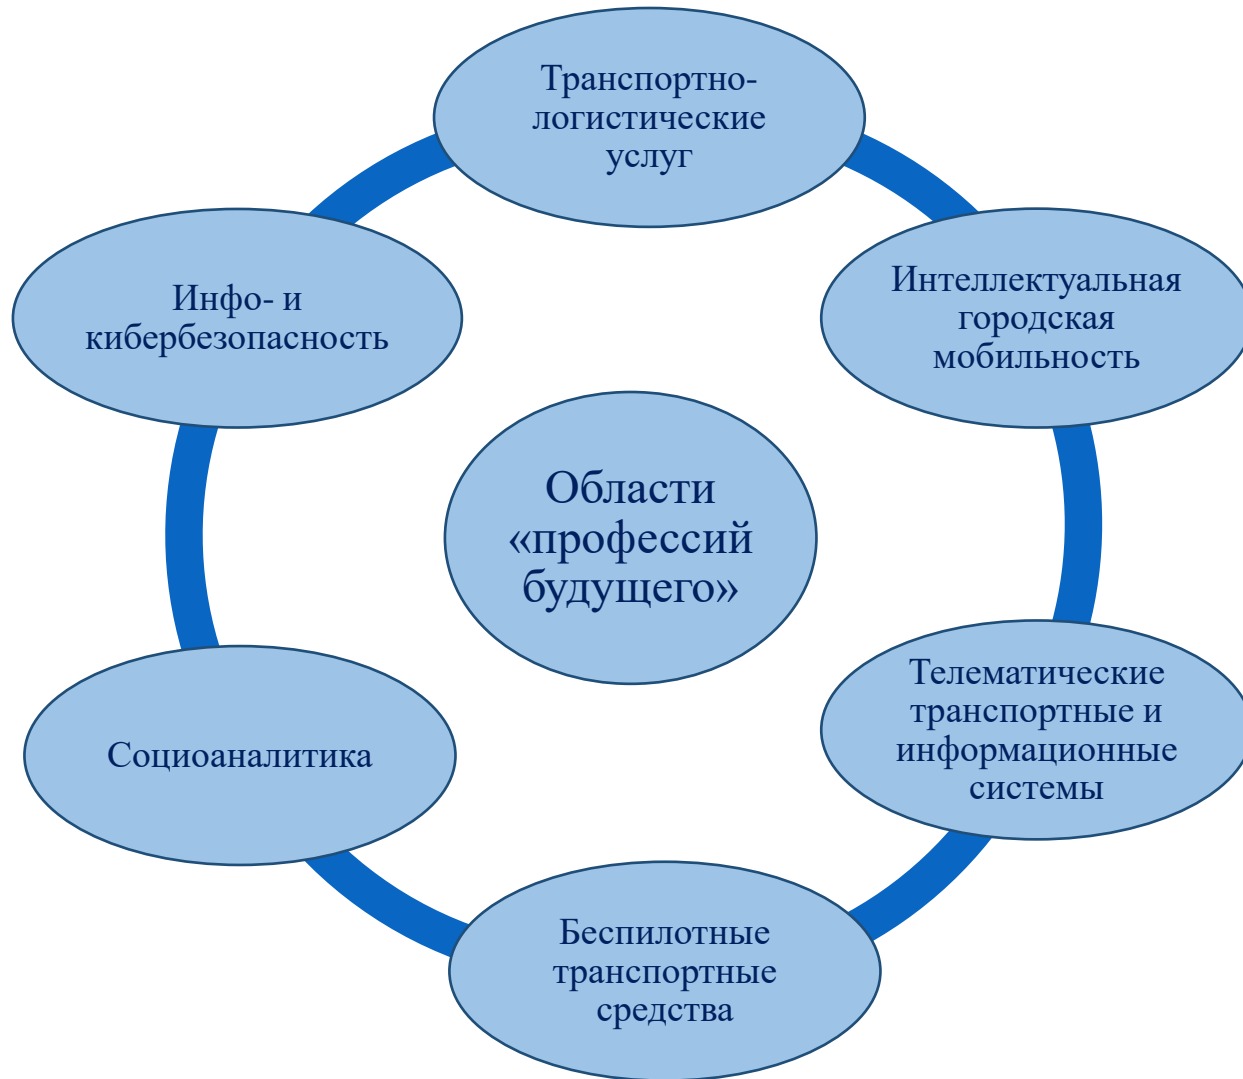 Транспортно-
логистические
услуг
Интеллектуальная
городская
мобильность
Инфо- и
кибербезопасность
Области
«профессий
будущего»
Телематические
транспортные и
информационные
системы
Социоаналитика
Беспилотные
транспортные
средства